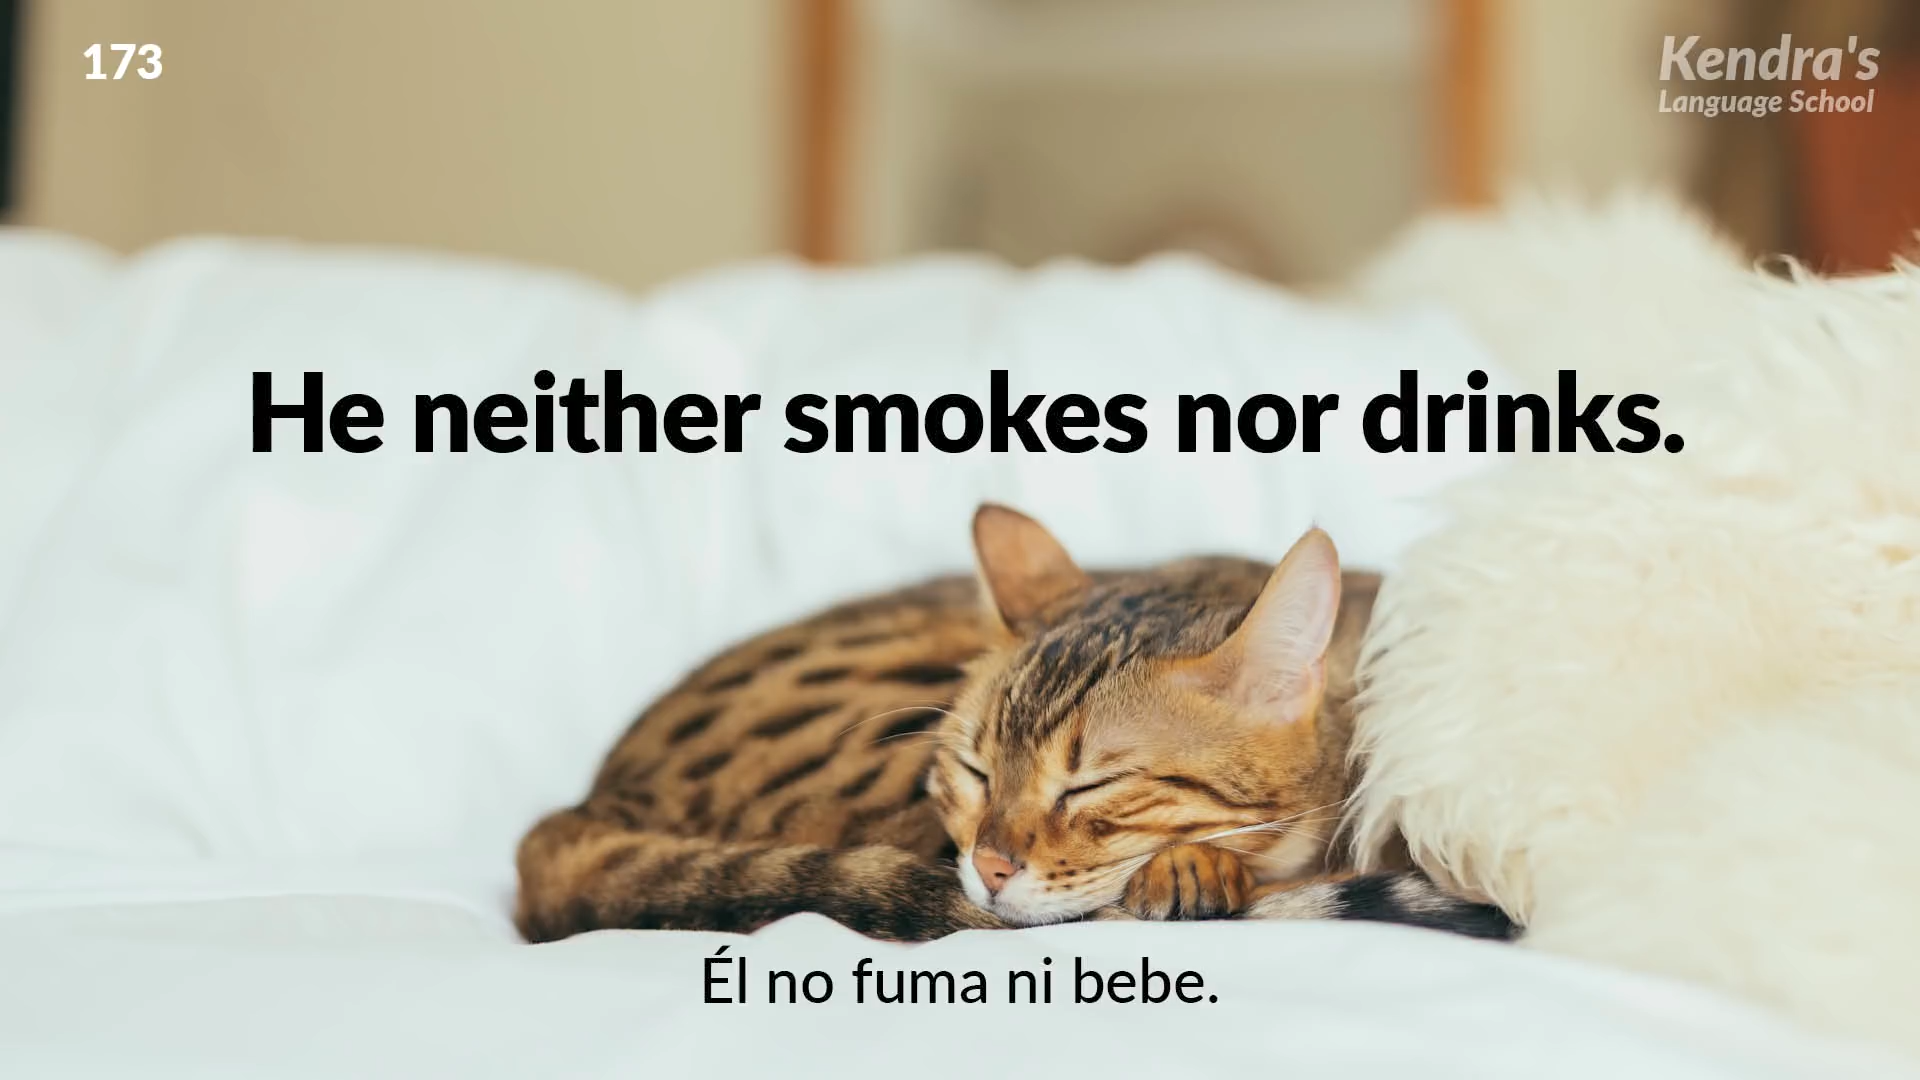 173
Kendra's
Language School
He neither smokes nor drinks.
Él no fuma ni bebe.